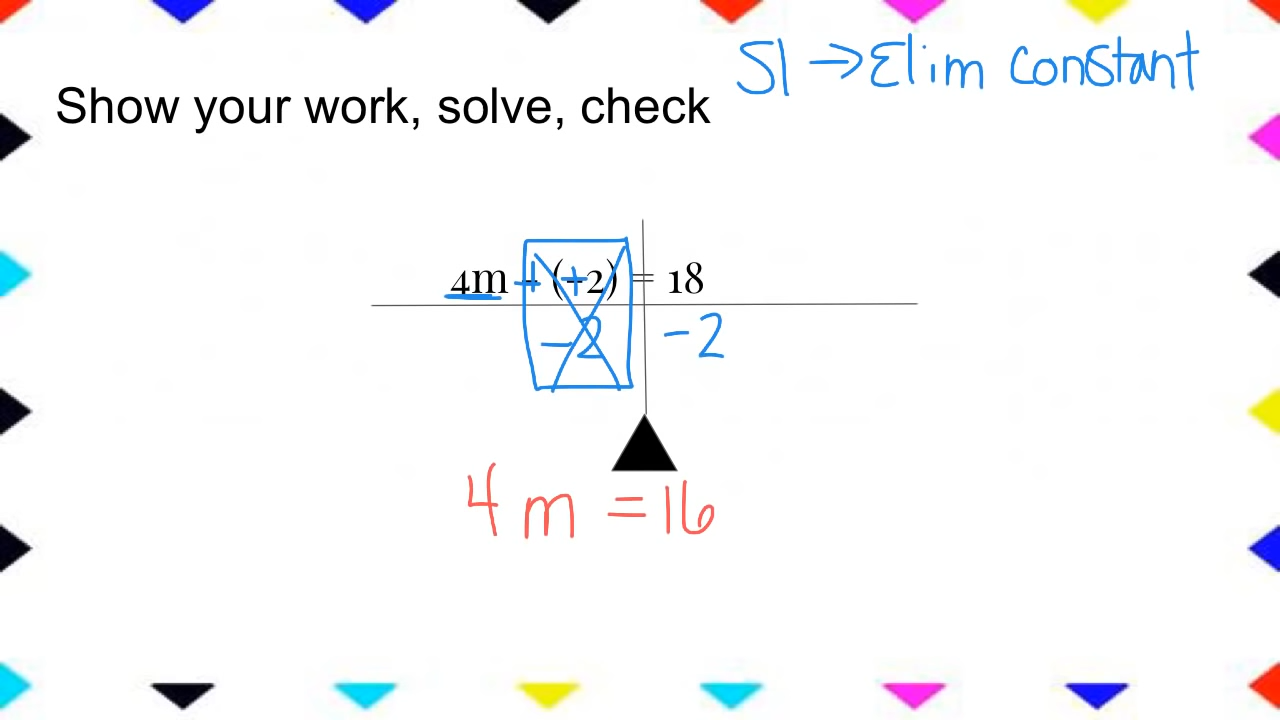 S1 → Elim constant
Show your work, solve, check
4m + (+2) = 18
-2 -2
4m = 16